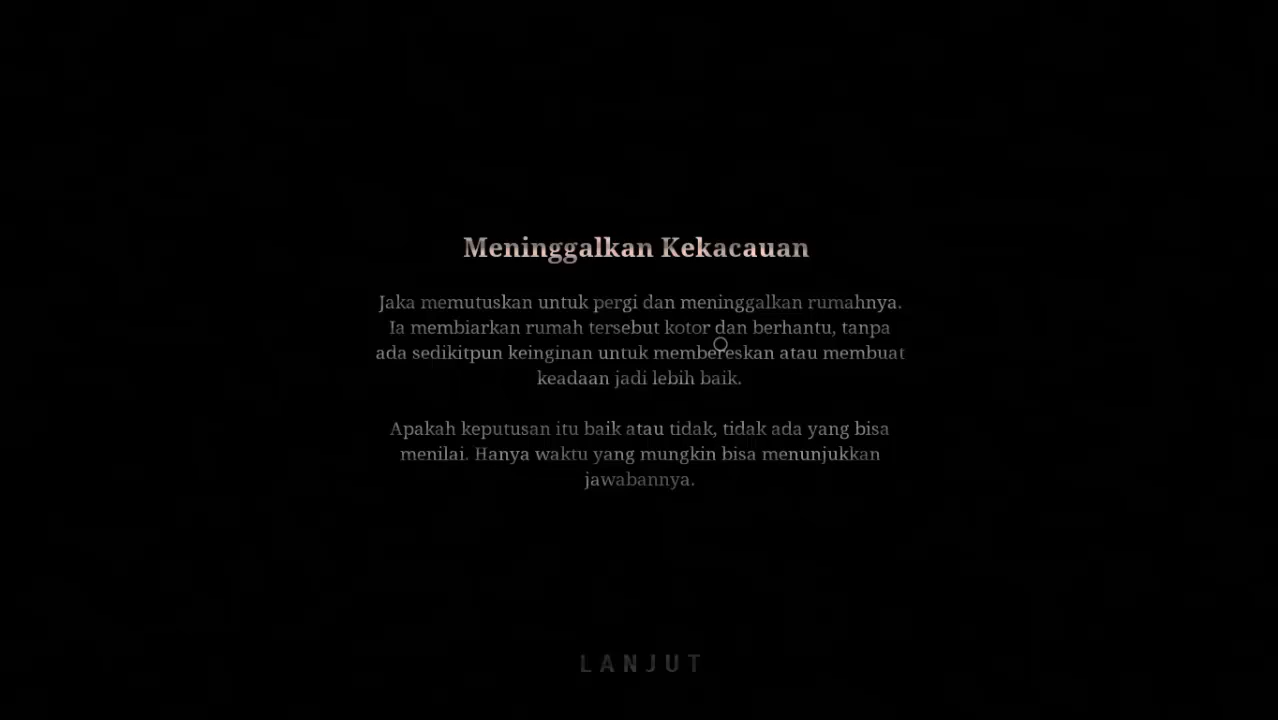 Meninggalkan Kekacauan
Jaka memutuskan untuk pergi dan meninggalkan rumahnya.
Ia membiarkan rumah tersebut kotor dan berhantu, tanpa
ada sedikitpun keinginan untuk membereskan atau membuat
keadaan jadi lebih baik.
Apakah keputusan itu baik atau tidak, tidak ada yang bisa
menilai. Hanya waktu yang mungkin bisa menunjukkan
jawabannya.
LANJUT